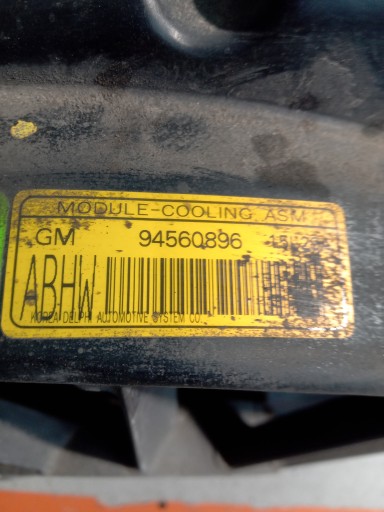 MODULE-COOLING ASM
GM 94560896
ABHW
KOREA DELPHI AUTOMOTIVE SYSTEM CO.